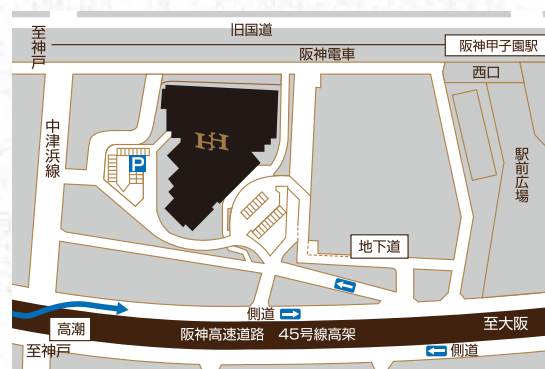 旧国道
至神戸
阪神電車
阪神甲子園駅
西口
中津浜線
P
駅前広場
地下道
側道
高潮
阪神高速道路 45号線高架
至大阪
至神戸
側道